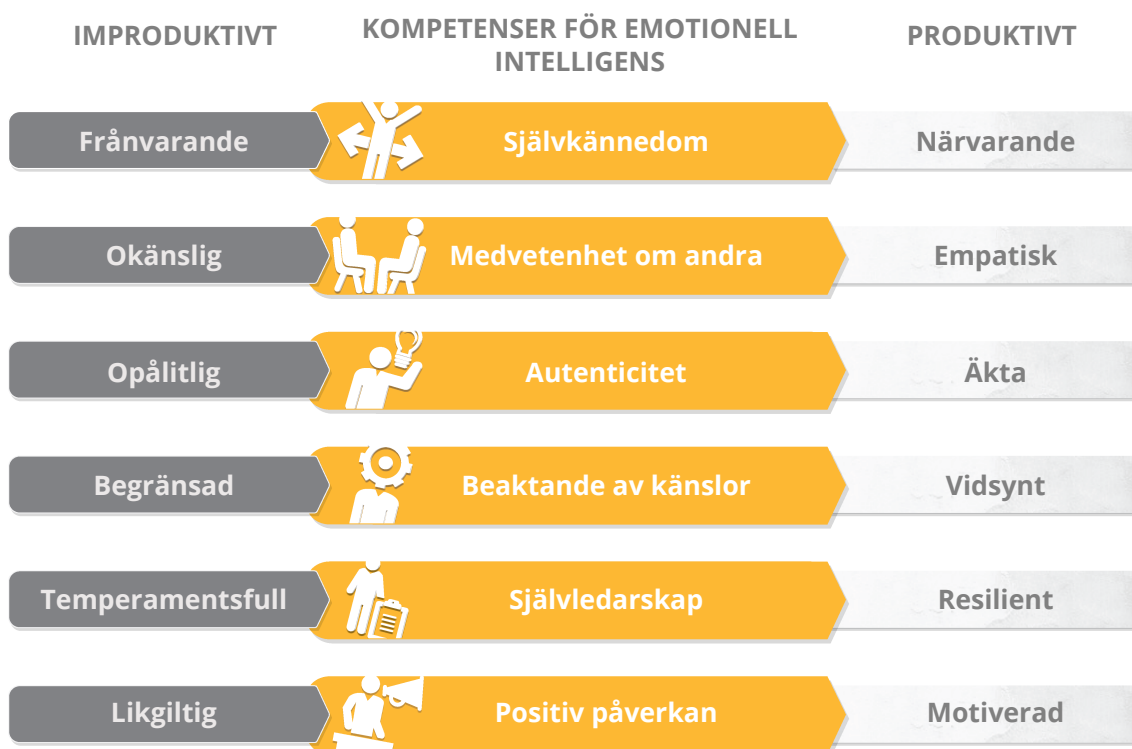 IMPRODUKTIVT
KOMPETENSER FÖR EMOTIONELL
INTELLIGENS
PRODUKTIVT
Frånvarande
Självkännedom
Närvarande
Okänslig
Medvetenhet om andra
Empatisk
Opålitlig
Autenticitet
Äkta
Begränsad
Beaktande av känslor
Vidsynt
Temperamentsfull
Självledarskap
Resilient
Likgiltig
Positiv påverkan
Motiverad